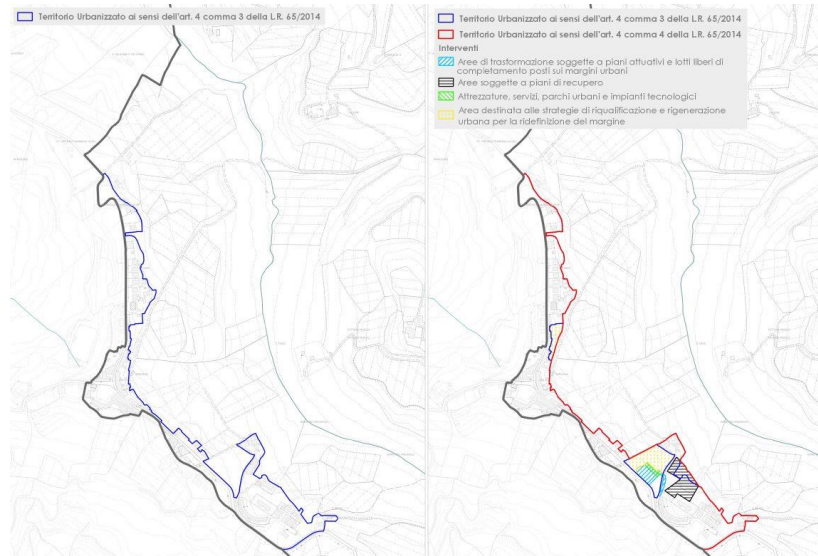 Territorio Urbanizzato ai sensi dell'art. 4 comma 3 della L.R. 65/2014
Territorio Urbanizzato ai sensi dell'art. 4 comma 3 della L.R. 65/2014
Territorio Urbanizzato ai sensi dell'art. 4 comma 4 della L.R. 65/2014
Interventi
Aree di trasformazione soggette a piani attuativi e lotti liberi di
completamento posti sui margini urbani
Aree soggette a piani di recupero
Attrezzature, servizi, parchi urbani e impianti tecnologici
Area destinata alle strategie di riqualificazione e rigenerazione
urbana per la ridefinizione del margine